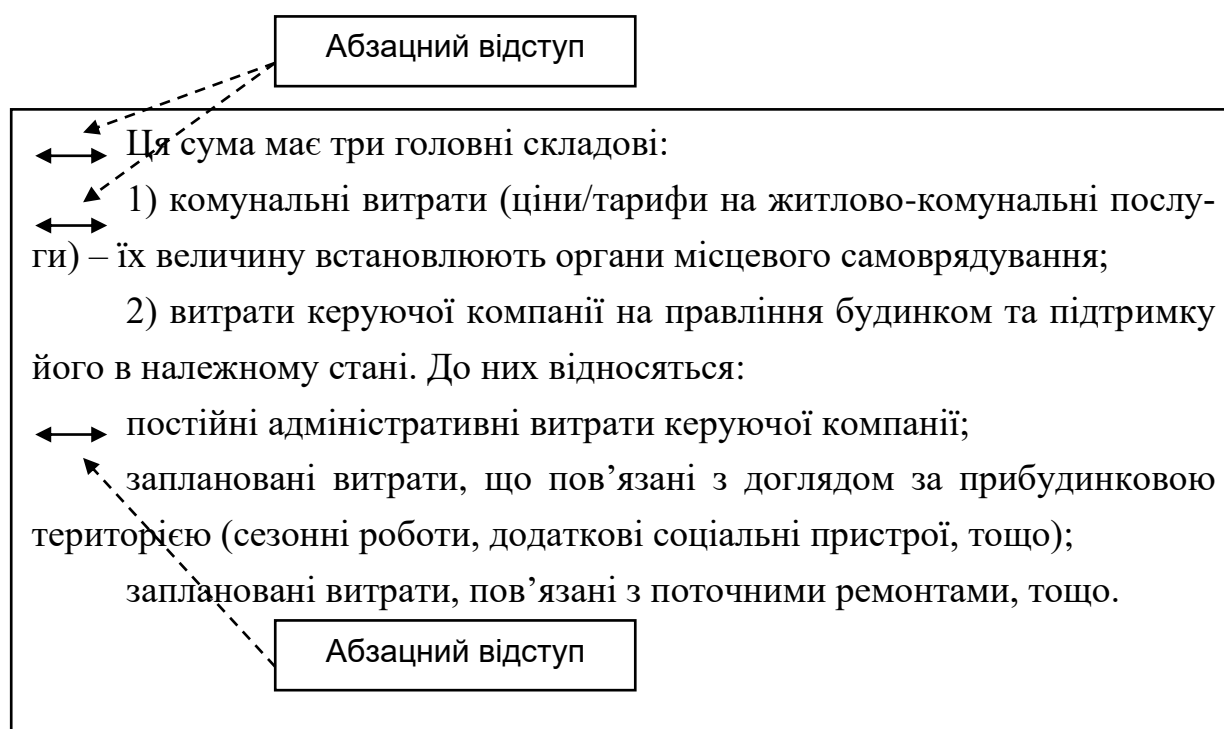 Абзацний відступ
Ця сума має три головні складові:
1) комунальні витрати (ціни/тарифи на житлово-комунальні послу-
ги) – їх величину встановлюють органи місцевого самоврядування;
2) витрати керуючої компанії на правління будинком та підтримку
його в належному стані. До них відносяться:
постійні адміністративні витрати керуючої компанії;
заплановані витрати, що пов’язані з доглядом за прибудинковою
територією (сезонні роботи, додаткові соціальні пристрої, тощо);
заплановані витрати, пов’язані з поточними ремонтами, тощо.
Абзацний відступ